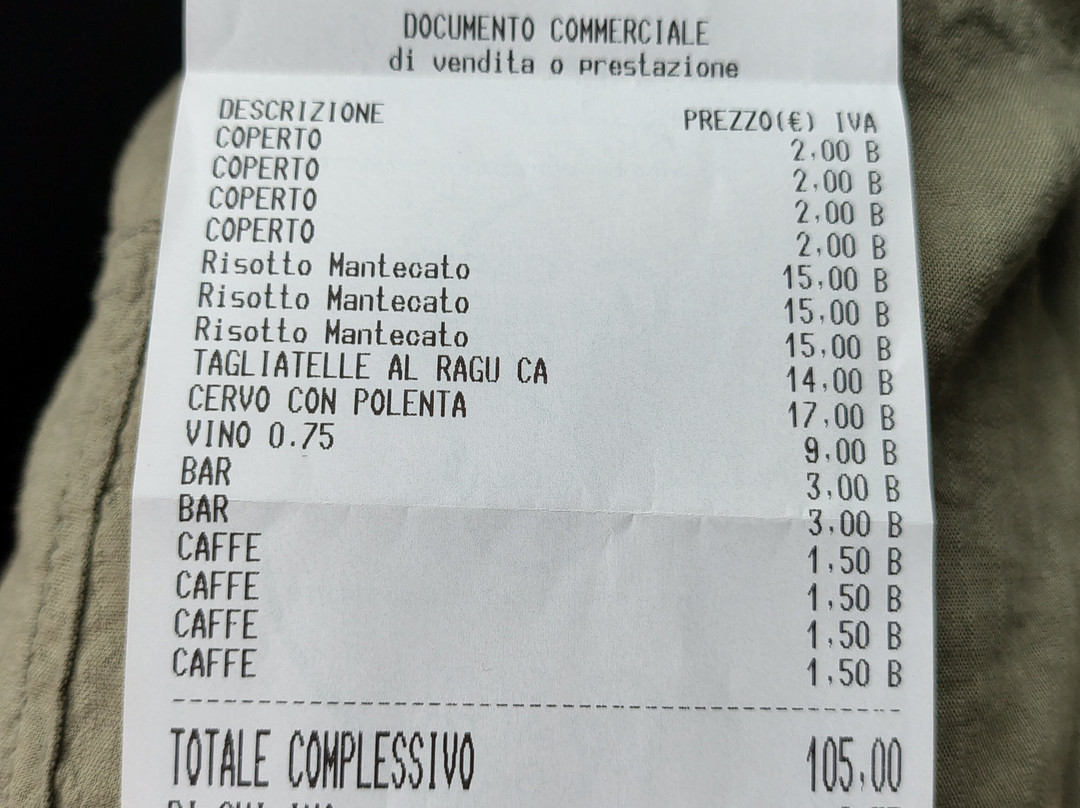 DOCUMENTO COMMERCIALE
di vendita o prestazione
DESCRIZIONE PREZZO(€) IVA
COPERTO 2,00 B
COPERTO 2,00 B
COPERTO 2,00 B
COPERTO 2,00 B
Risotto Mantecato 15,00 B
Risotto Mantecato 15,00 B
Risotto Mantecato 15,00 B
TAGLIATELLE AL RAGU CA 14,00 B
CERVO CON POLENTA 17,00 B
VINO 0.75 9,00 B
BAR 3,00 B
BAR 3,00 B
CAFFE 1,50 B
CAFFE 1,50 B
CAFFE 1,50 B
CAFFE 1,50 B
TOTALE COMPLESSIVO 105,00
DI CUI IVA